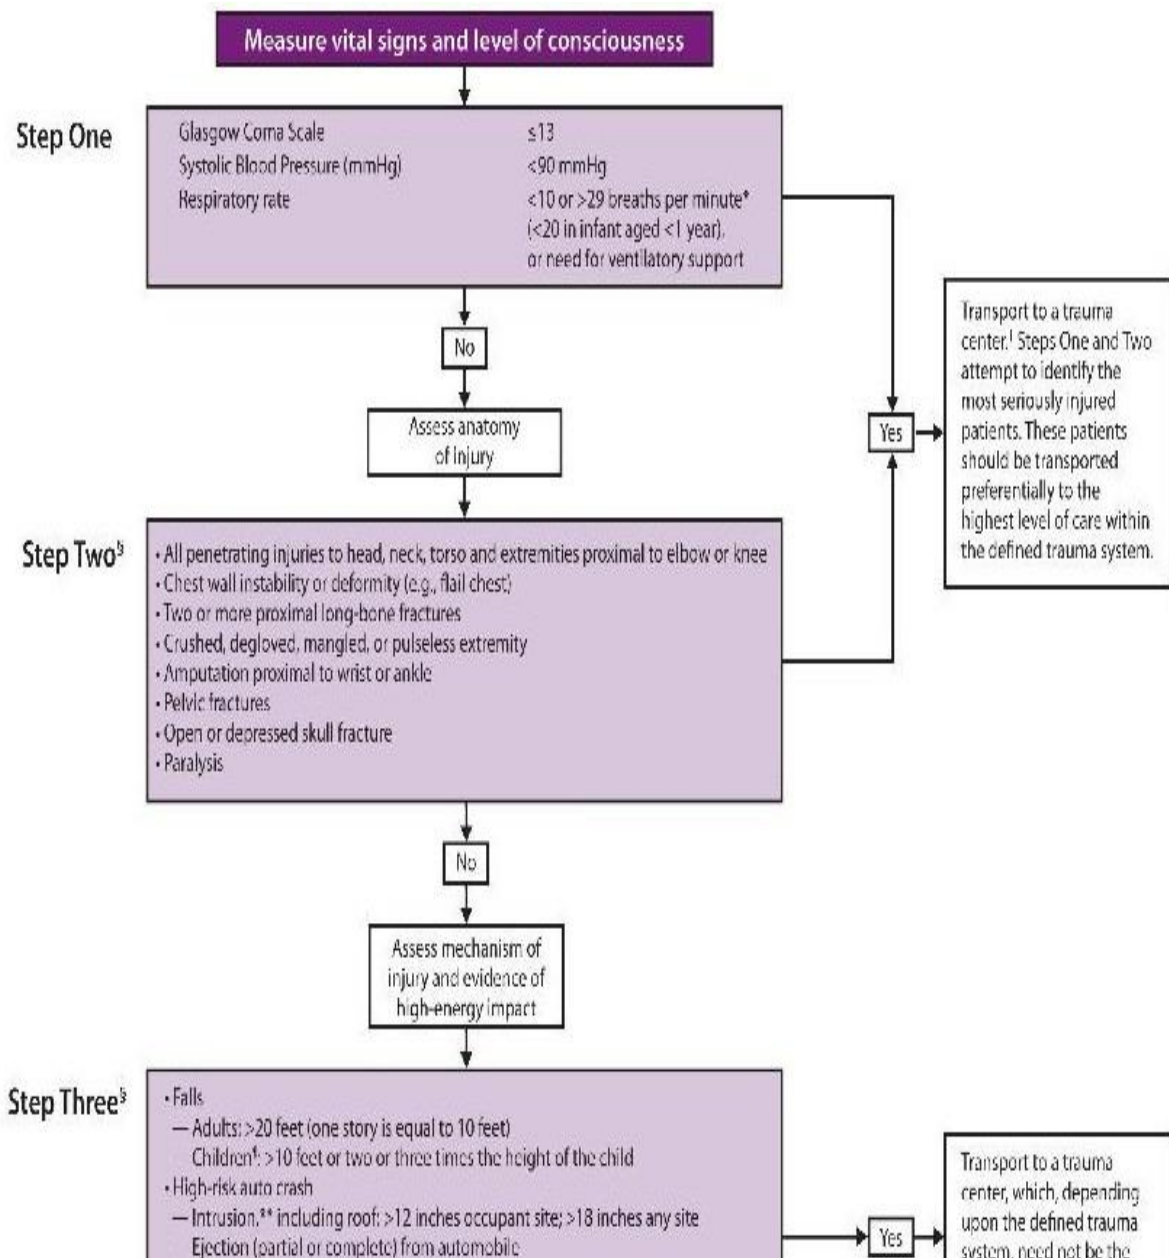 Measure vital signs and level of consciousness
Step One
Glasgow Coma Scale ≤13
Systolic Blood Pressure (mmHg) <90 mmHg
Respiratory rate <10 or >29 breaths per minute*
(<20 in infant aged <1 year),
or need for ventilatory support
No
Assess anatomy
of injury
Yes
Transport to a trauma
center.† Steps One and Two
attempt to identify the
most seriously injured
patients. These patients
should be transported
preferentially to the
highest level of care within
the defined trauma system.
Step Two§
• All penetrating injuries to head, neck, torso and extremities proximal to elbow or knee
• Chest wall instability or deformity (e.g., flail chest)
• Two or more proximal long-bone fractures
• Crushed, degloved, mangled, or pulseless extremity
• Amputation proximal to wrist or ankle
• Pelvic fractures
• Open or depressed skull fracture
• Paralysis
No
Assess mechanism of
injury and evidence of
high-energy impact
Step Three§
• Falls
— Adults: >20 feet (one story is equal to 10 feet)
Children¶: >10 feet or two or three times the height of the child
• High-risk auto crash
— Intrusion,** including roof: >12 inches occupant site; >18 inches any site
Ejection (partial or complete) from automobile
Yes
Transport to a trauma
center, which, depending
upon the defined trauma
system, need not be the